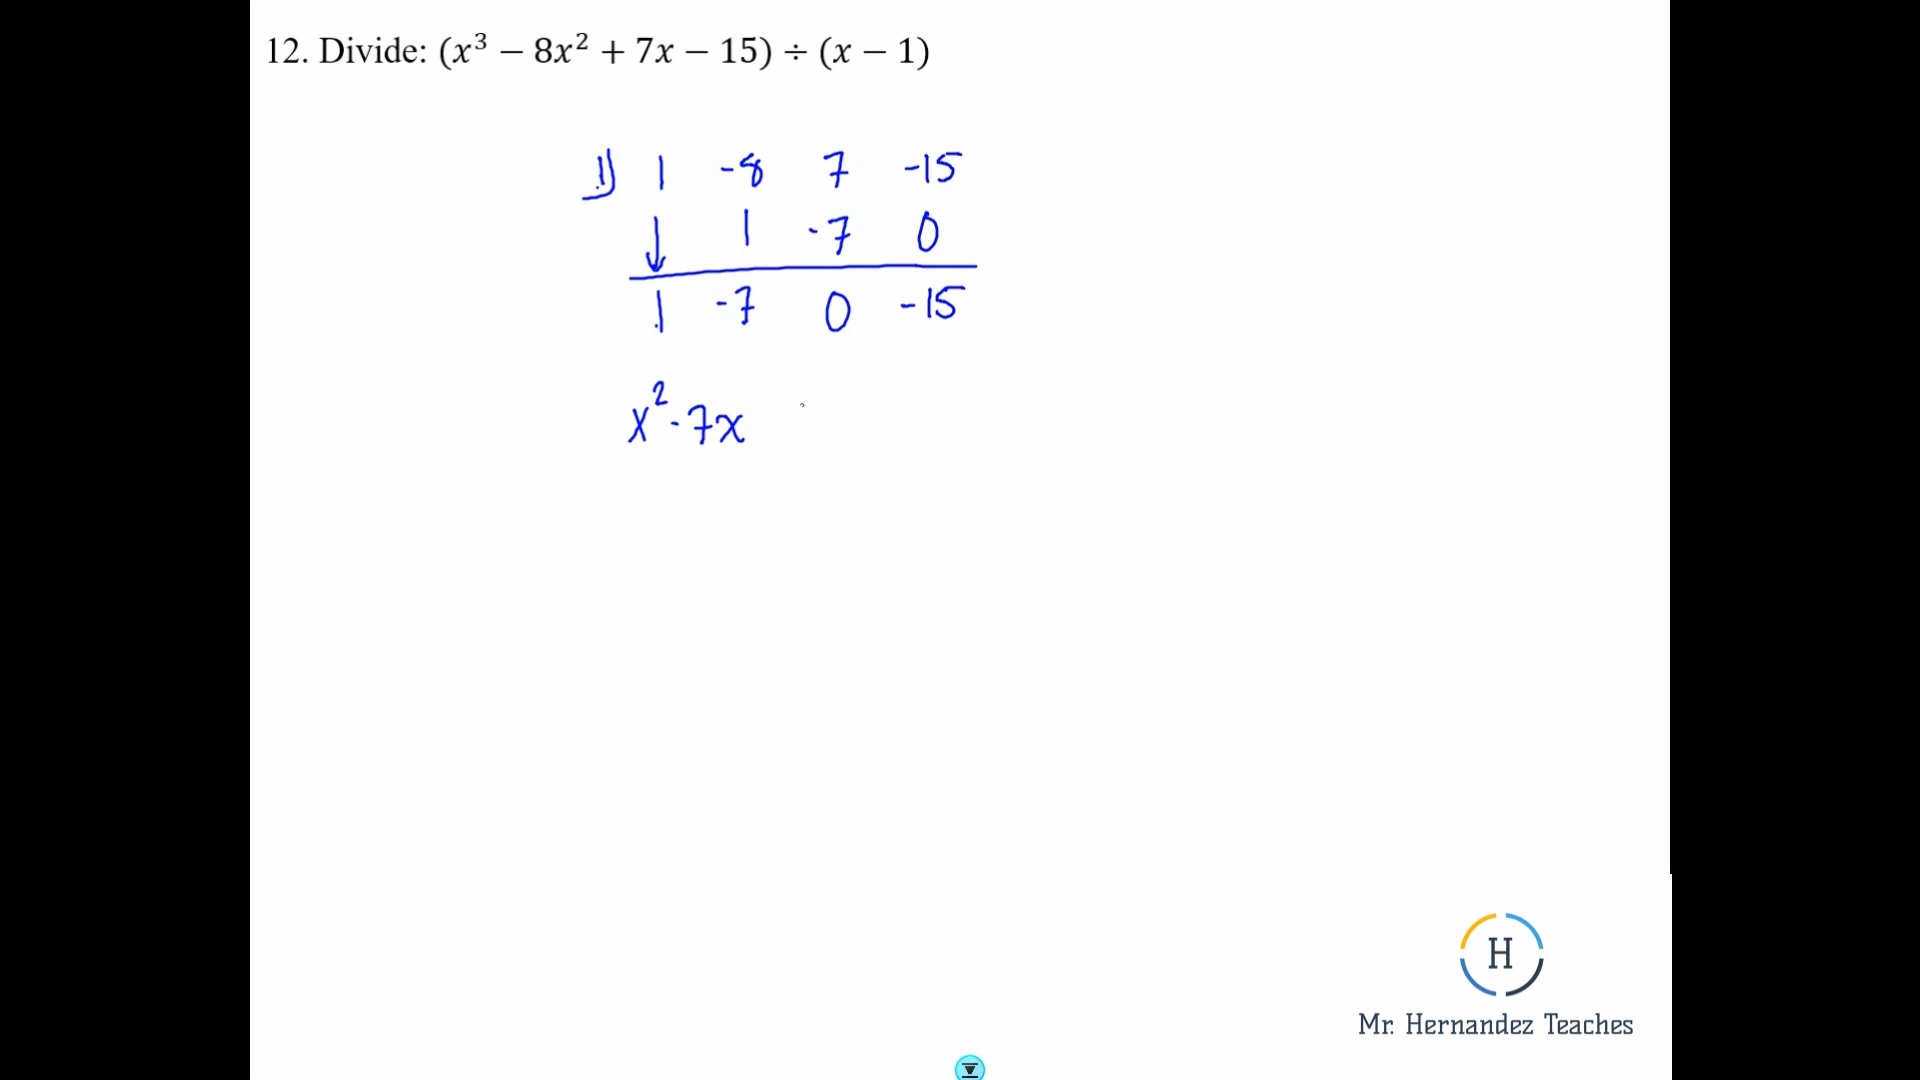 12. Divide: (x³ − 8x² + 7x − 15) ÷ (x − 1)
1) 1 -8 7 -15
↓ 1 -7 0
1 -7 0 -15
x² - 7x
H
Mr. Hernandez Teaches